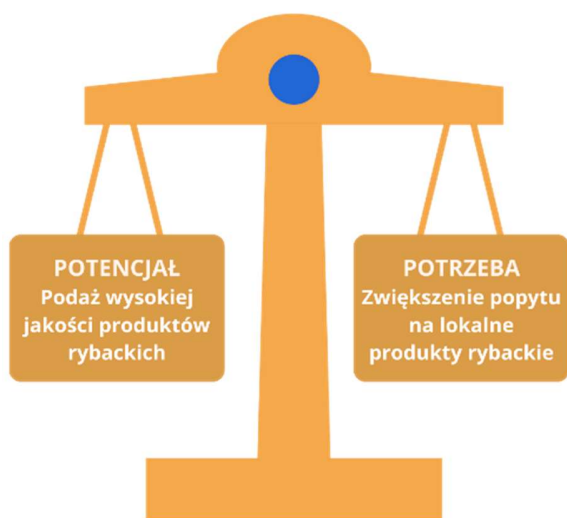 POTENCJAŁ
Podaż wysokiej
jakości produktów
rybackich
POTRZEBA
Zwiększenie popytu
na lokalne
produkty rybackie